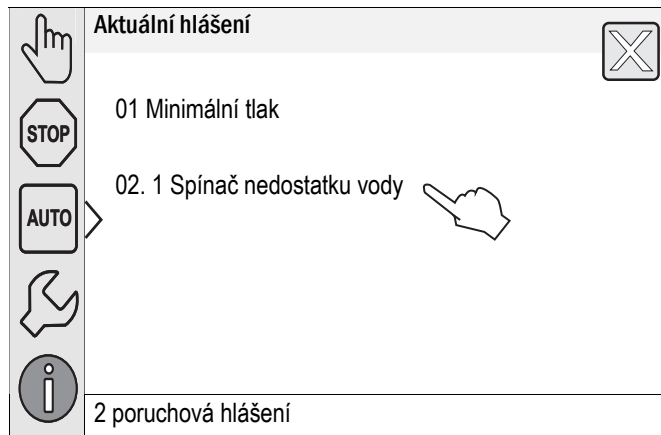 Aktuální hlášení
01 Minimální tlak
STOP
02. 1 Spínač nedostatku vody
AUTO
2 poruchová hlášení